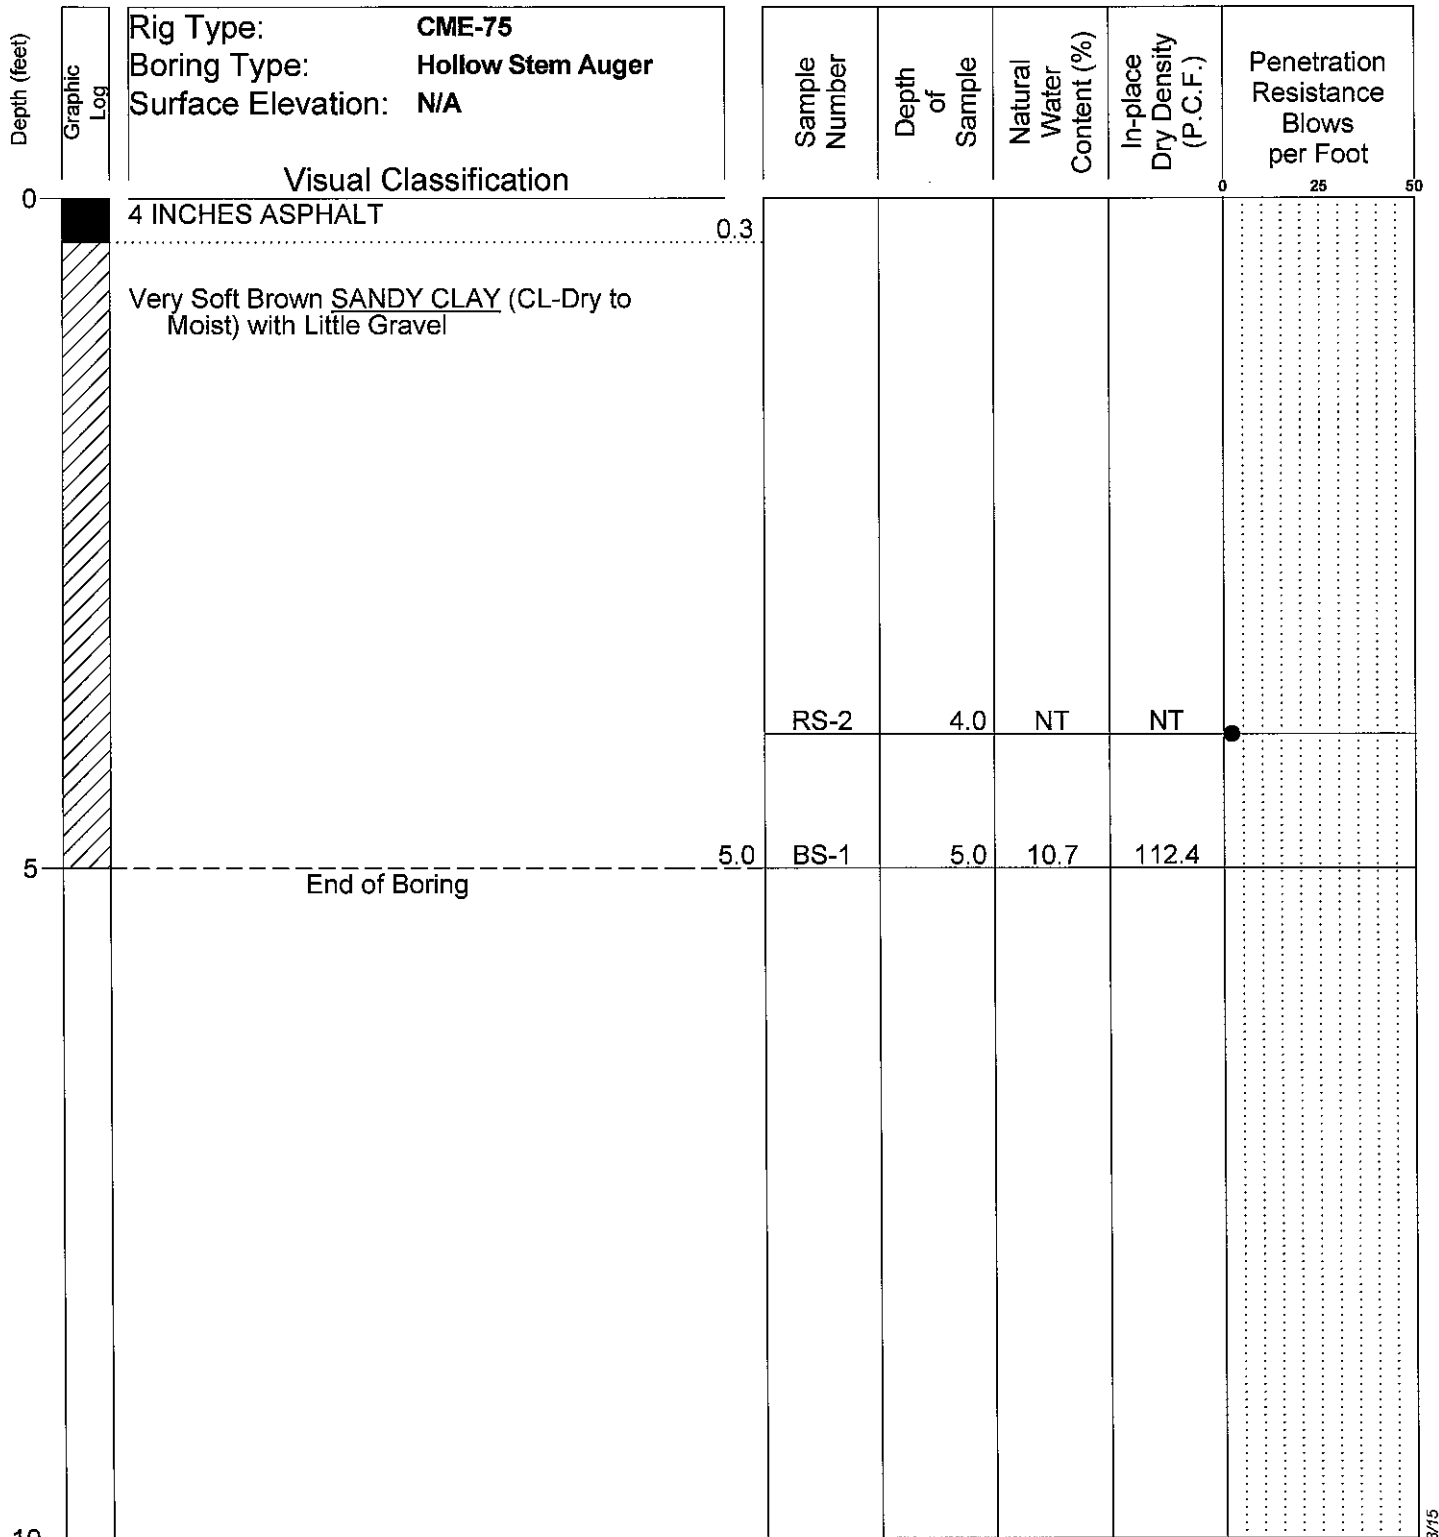 Depth (feet)
Graphic
Log
Rig Type: CME-75
Boring Type: Hollow Stem Auger
Surface Elevation: N/A
Visual Classification
Sample
Number
Depth
of
Sample
Natural
Water
Content (%)
In-place
Dry Density
(P.C.F.)
Penetration
Resistance
Blows
per Foot
0 25 50
0
4 INCHES ASPHALT
0.3
Very Soft Brown SANDY CLAY (CL-Dry to
Moist) with Little Gravel
RS-2 4.0 NT NT
5.0 BS-1 5.0 10.7 112.4
5
End of Boring
10